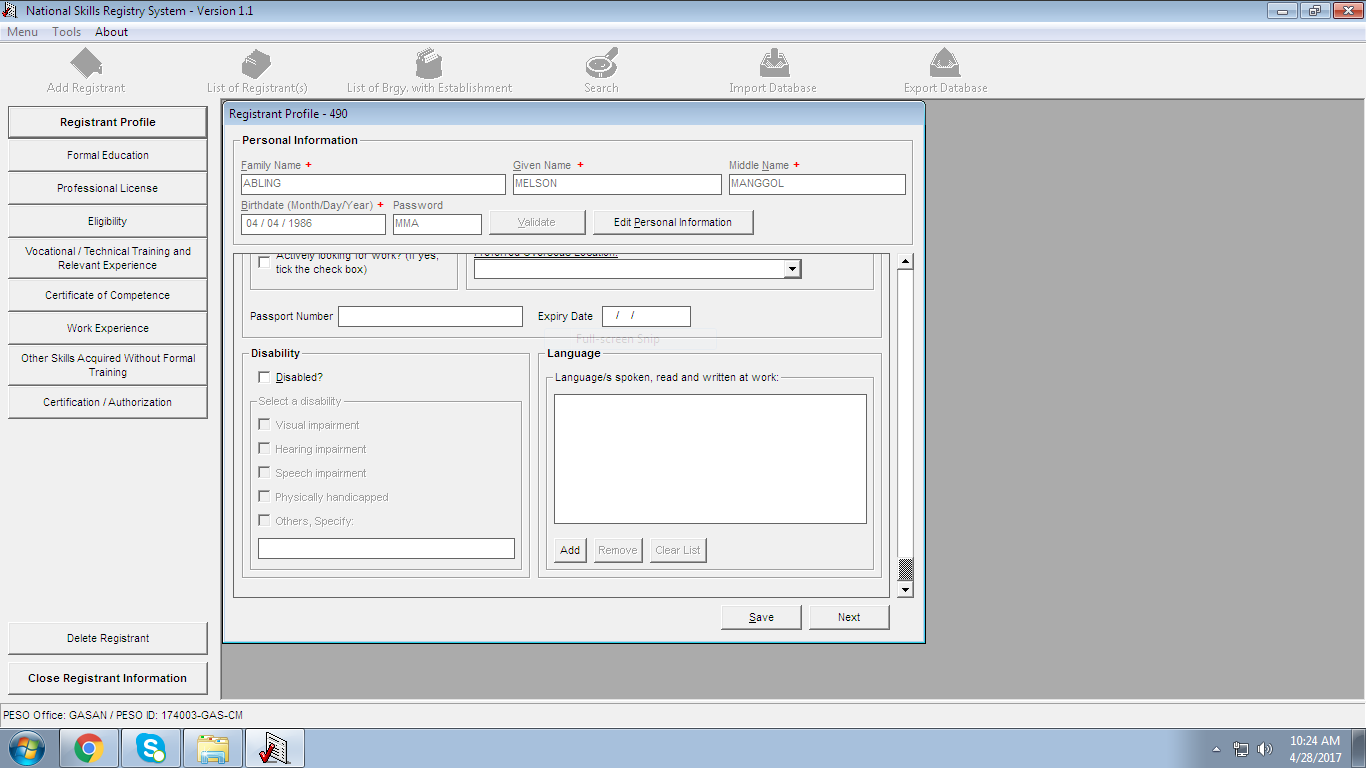 National Skills Registry System - Version 1.1
Menu Tools About
Add Registrant List of Registrant(s) List of Brgy. with Establishment Search Import Database Export Database
Registrant Profile
Formal Education
Professional License
Eligibility
Vocational / Technical Training and
Relevant Experience
Certificate of Competence
Work Experience
Other Skills Acquired Without Formal
Training
Certification / Authorization
Delete Registrant
Close Registrant Information
Registrant Profile - 490
Personal Information
Family Name + Given Name + Middle Name +
ABLING MELSON MANGGOL
Birthdate (Month/Day/Year) + Password
04 / 04 / 1986 MMA Validate Edit Personal Information
Actively looking for work? (If yes, Preferred Overseas Location:
tick the check box)
Passport Number Expiry Date / /
Full-screen Snip
Disability Language
Disabled? Language/s spoken, read and written at work:
Select a disability
Visual impairment
Hearing impairment
Speech impairment
Physically handicapped
Others, Specify:
Add Remove Clear List
Save Next
PESO Office: GASAN / PESO ID: 174003-GAS-CM
10:24 AM
4/28/2017